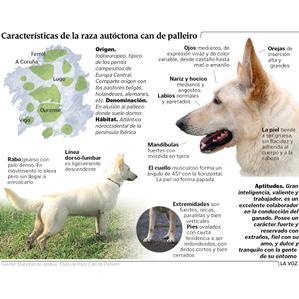 Características de la raza autóctona can de palleiro
Ferrol
A Coruña
Lugo
Ourense
Vigo
Origen.
Indoeuropeo, típico
de los perros
campesinos de
Europa Central.
Comparte origen con
los pastores belgas,
holandeses, alemanes,
etc. Denominación.
En alusión al pallero
donde suele dormir.
Hábitat. Atlántico
noroccidental de la
península Ibérica
Ojos medianos, de
expresión vivaz y de color
variable, desde castaño hasta
miel o amarillo
Orejas de
inserción
alta y
grandes
Nariz y hocico
medianos y
angostos.
Labios
normales y
apretados.
Mandíbulas
fuertes con
mordida en tijera
La piel tiende
a ser gruesa,
sin flacidez y
adherida al
cuerpo y la
cabeza
El cuello musculoso forma un
ángulo de 45º con la horizontal.
La piel no forma papada
Rabo grueso con
pelo denso. En
movimiento lo eleva
pero sin llegar a
enroscarlo
Línea
dorso-lumbar
es ligeramente
descendente
Extremidades son
fuertes, secas,
paralelas y bien
verticales
Pies ovalados
con cierta
tendencia a ser
redondeados, con
dedos cortos y bien
cerrados.
Aptitudes. Gran
inteligencia, valiente y
trabajador, es un
excelente colaborador
en la conducción del
ganado. Posee un
carácter fuerte y
reservado con
extraños, fiel con su
amo, y dulce y
tranquilo con la gente
de su entorno
Fuente: Elaboración propia. Club de Raza Can de Palleiro
LA VOZ